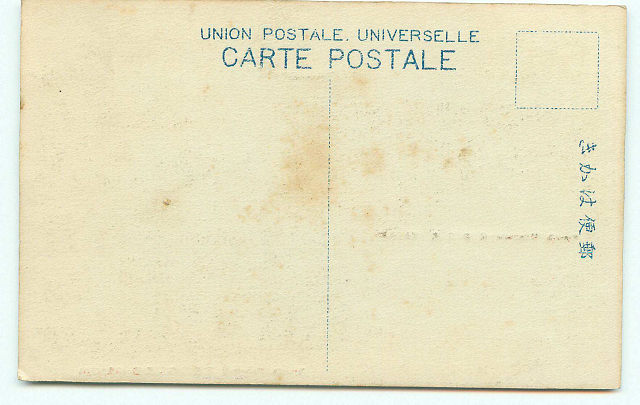 UNION POSTALE. UNIVERSELLE
CARTE POSTALE
郵便はかき